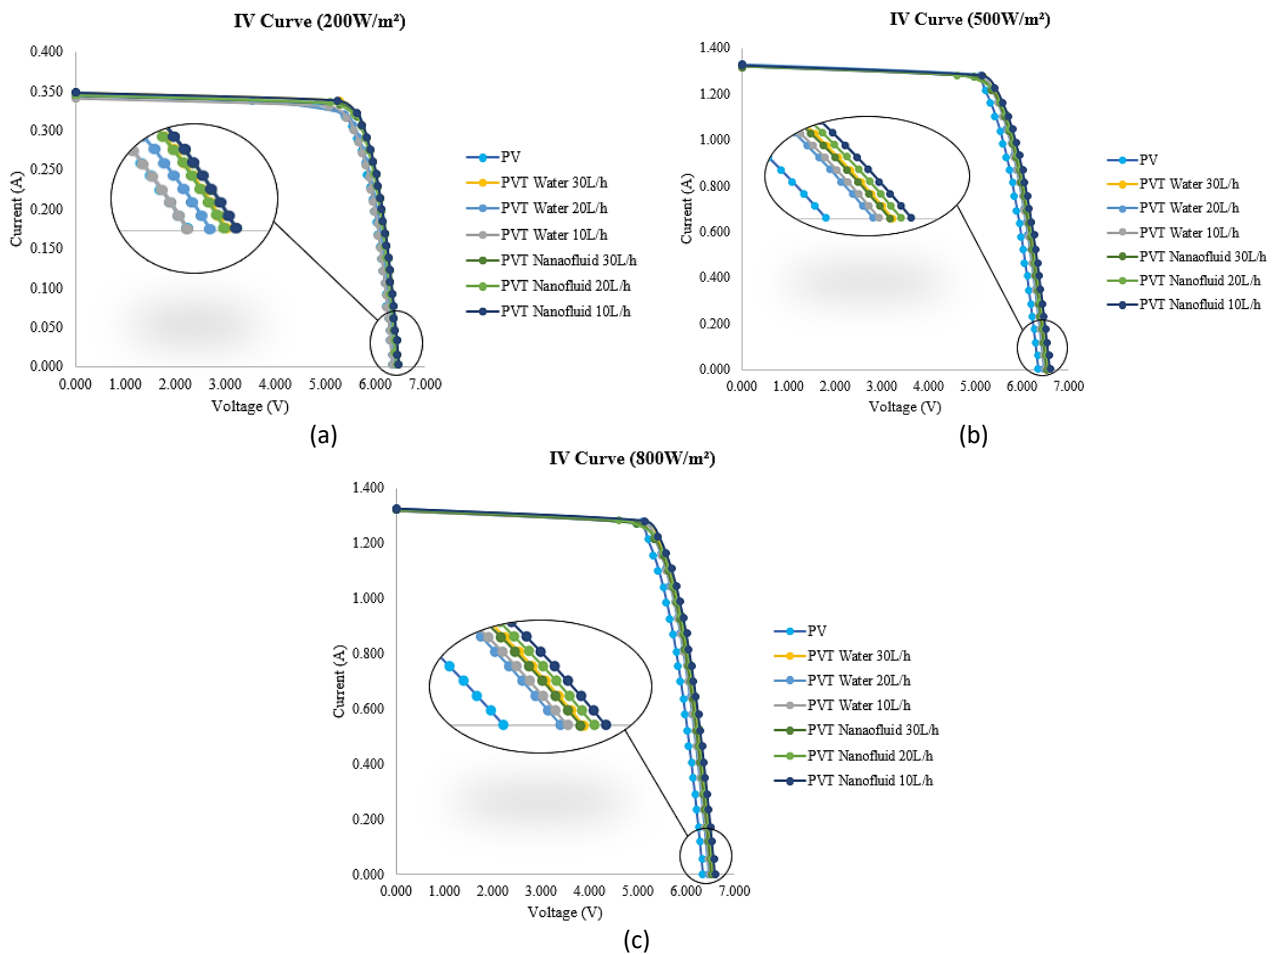 IV Curve (200W/m²)
0.400
0.350
0.300
0.250
0.200
0.150
0.100
0.050
0.000
Current (A)
0.000 1.000 2.000 3.000 4.000 5.000 6.000 7.000
Voltage (V)
PV
PVT Water 30L/h
PVT Water 20L/h
PVT Water 10L/h
PVT Nanaofluid 30L/h
PVT Nanofluid 20L/h
PVT Nanofluid 10L/h
(a)
IV Curve (500W/m²)
1.400
1.200
1.000
0.800
0.600
0.400
0.200
0.000
Current (A)
0.000 1.000 2.000 3.000 4.000 5.000 6.000 7.000
Voltage (V)
PV
PVT Water 30L/h
PVT Water 20L/h
PVT Water 10L/h
PVT Nanaofluid 30L/h
PVT Nanofluid 20L/h
PVT Nanofluid 10L/h
(b)
IV Curve (800W/m²)
1.400
1.200
1.000
0.800
0.600
0.400
0.200
0.000
Current (A)
0.000 1.000 2.000 3.000 4.000 5.000 6.000 7.000
Voltage (V)
PV
PVT Water 30L/h
PVT Water 20L/h
PVT Water 10L/h
PVT Nanaofluid 30L/h
PVT Nanofluid 20L/h
PVT Nanofluid 10L/h
(c)